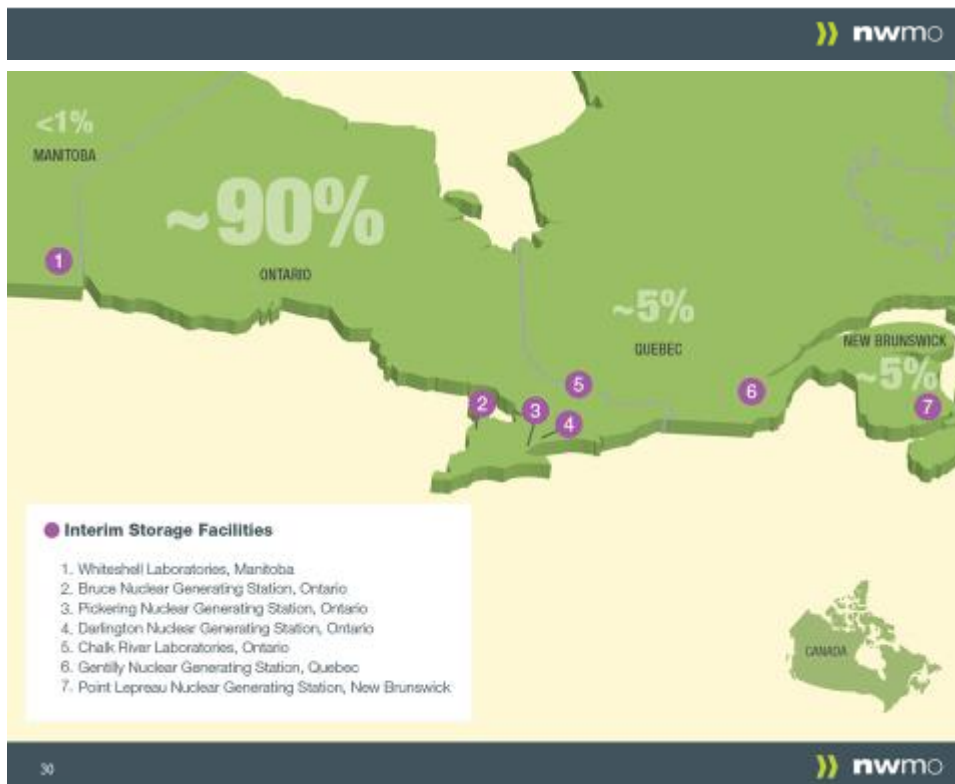 nwmo
<1%
MANITOBA
~90%
1
ONTARIO
~5%
QUEBEC
NEW BRUNSWICK
~5%
5
6
7
2
3
4
Interim Storage Facilities
1. Whiteshell Laboratories, Manitoba
2. Bruce Nuclear Generating Station, Ontario
3. Pickering Nuclear Generating Station, Ontario
4. Darlington Nuclear Generating Station, Ontario
5. Chalk River Laboratories, Ontario
6. Gentilly Nuclear Generating Station, Quebec
7. Point Lepreau Nuclear Generating Station, New Brunswick
CANADA
30
nwmo